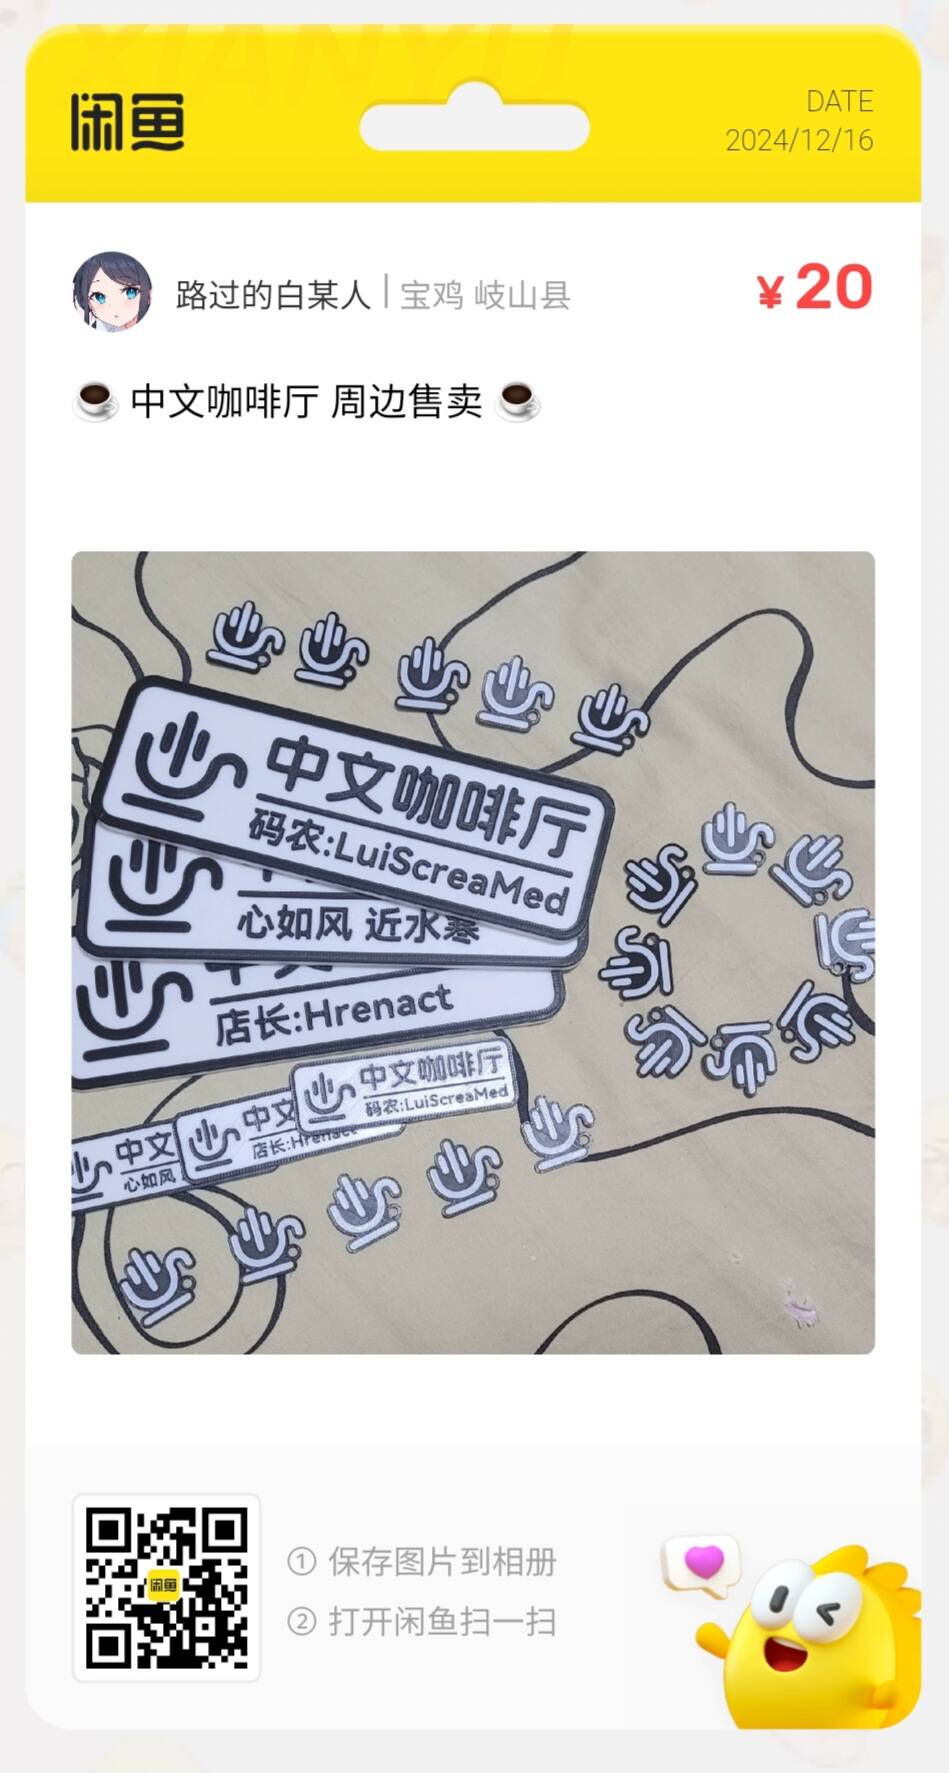 XIANYU
闲鱼
DATE
2024/12/16
路过的白某人 | 宝鸡 岐山县
¥20
中文咖啡厅 周边售卖
中文咖啡厅
码农:LuiScreaMed
心如风 近水寒
店长:Hrenact
中文咖啡厅
码农:LuiScreaMed
中文
店长:Hrenact
中文
心如风
闲鱼
① 保存图片到相册
② 打开闲鱼扫一扫